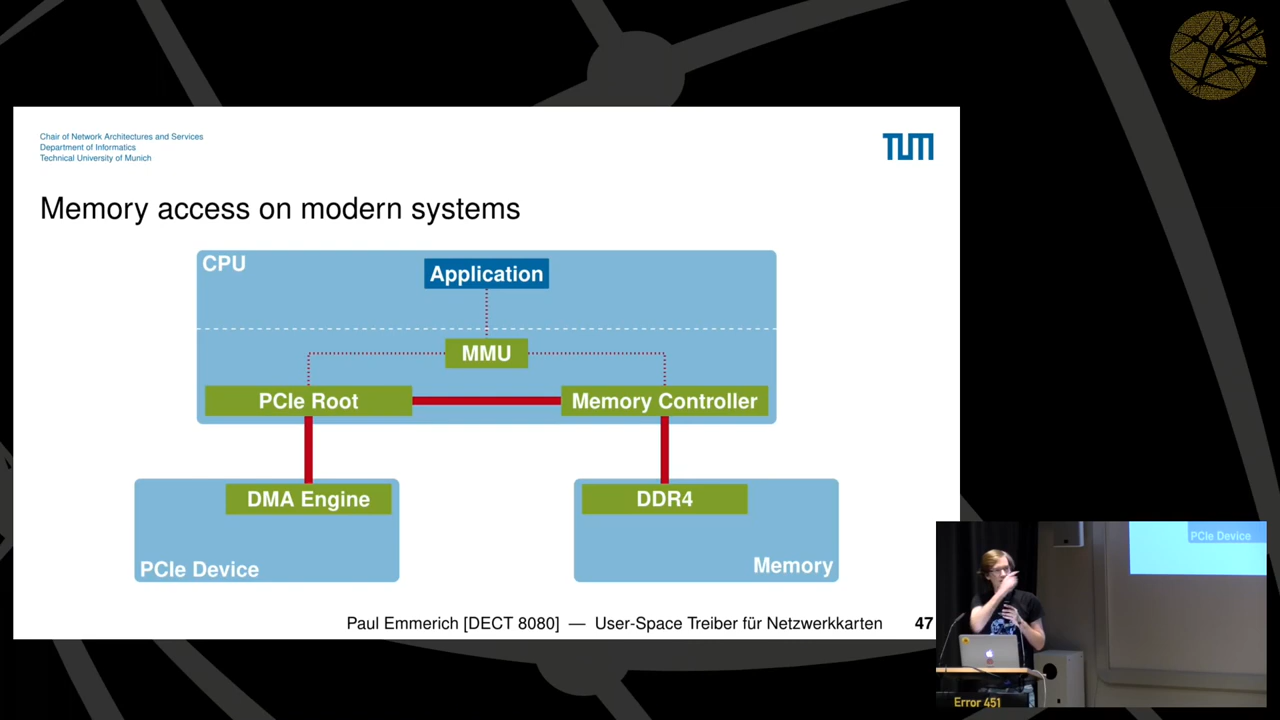 Chair of Network Architectures and Services
Department of Informatics
Technical University of Munich
TUM
Memory access on modern systems
CPU
Application
MMU
PCIe Root
Memory Controller
DMA Engine
DDR4
PCIe Device
Memory
Paul Emmerich [DECT 8080] — User-Space Treiber für Netzwerkkarten 47
PCIe Device
Error 451